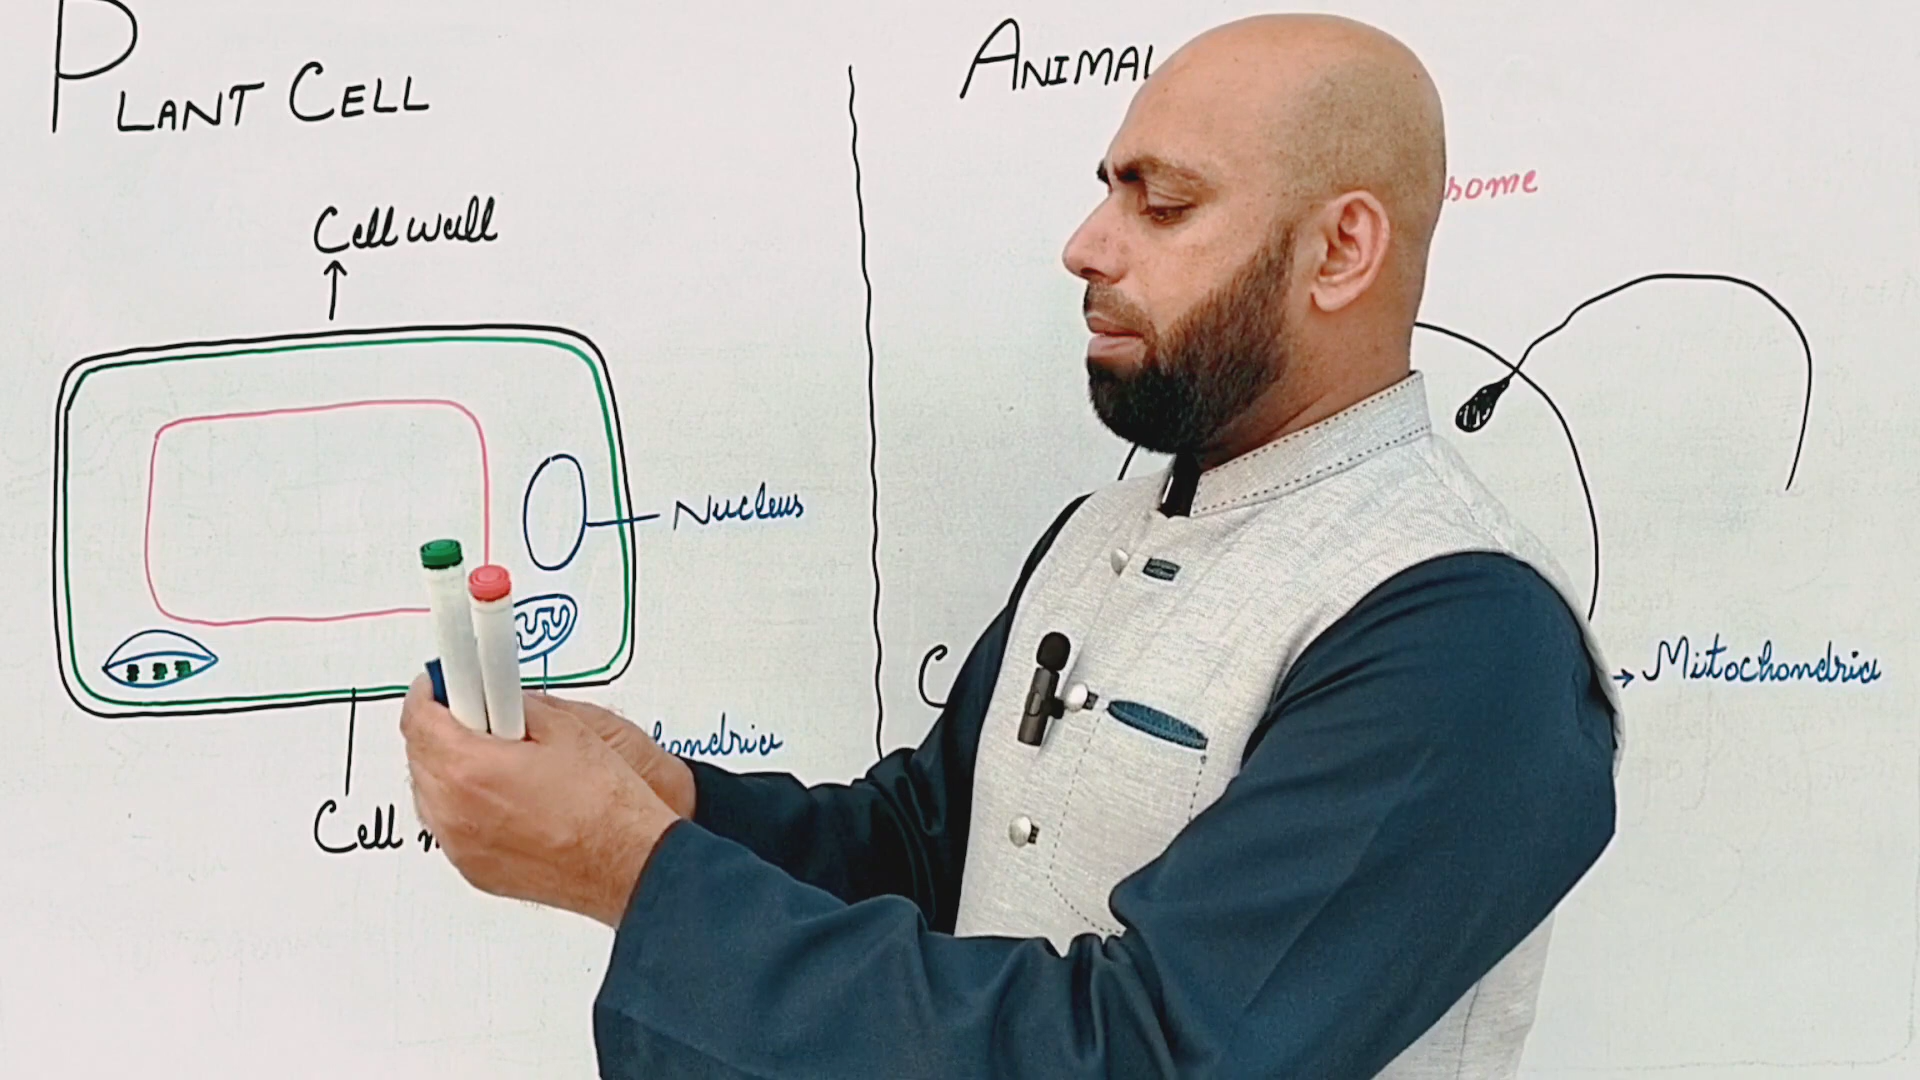 PLANT CELL
Cell wall
Nucleus
Cell
ANIMAL
some
Mitochondria